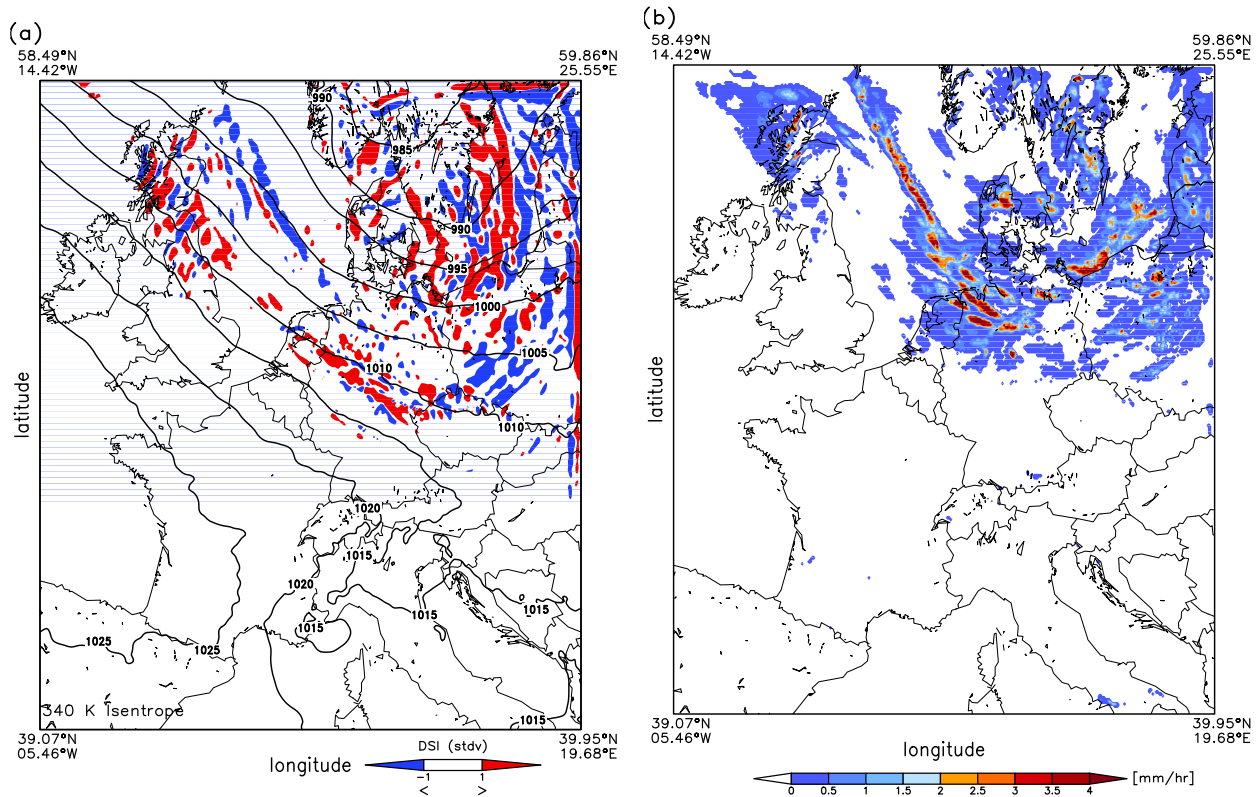 (a)
58.49°N
14.42°W
59.86°N
25.55°E
990
985
990
995
1000
1005
1010
1010
1020
1015
1020
1015
1015
1015
1025
1025
1015
340 K Isentrope
latitude
39.07°N
05.46°W
39.95°N
19.68°E
longitude
DSI (stdv)
-1 1
< >
(b)
58.49°N
14.42°W
59.86°E
25.55°E
latitude
39.07°N
05.46°W
39.95°N
19.68°E
longitude
0 0.5 1 1.5 2 2.5 3 3.5 4 [mm/hr]